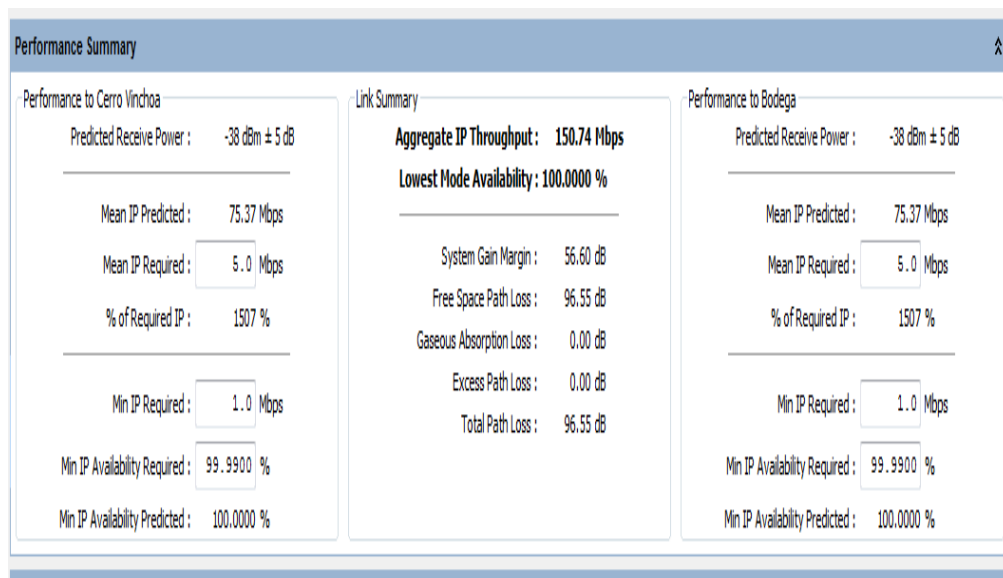 Performance Summary
Performance to Cerro Vinchoa
Predicted Receive Power : -38 dBm ± 5 dB
Mean IP Predicted : 75.37 Mbps
Mean IP Required : 5.0 Mbps
% of Required IP : 1507 %
Min IP Required : 1.0 Mbps
Min IP Availability Required : 99.9900 %
Min IP Availability Predicted : 100.0000 %
Link Summary
Aggregate IP Throughput : 150.74 Mbps
Lowest Mode Availability : 100.0000 %
System Gain Margin : 56.60 dB
Free Space Path Loss : 96.55 dB
Gaseous Absorption Loss : 0.00 dB
Excess Path Loss : 0.00 dB
Total Path Loss : 96.55 dB
Performance to Bodega
Predicted Receive Power : -38 dBm ± 5 dB
Mean IP Predicted : 75.37 Mbps
Mean IP Required : 5.0 Mbps
% of Required IP : 1507 %
Min IP Required : 1.0 Mbps
Min IP Availability Required : 99.9900 %
Min IP Availability Predicted : 100.0000 %